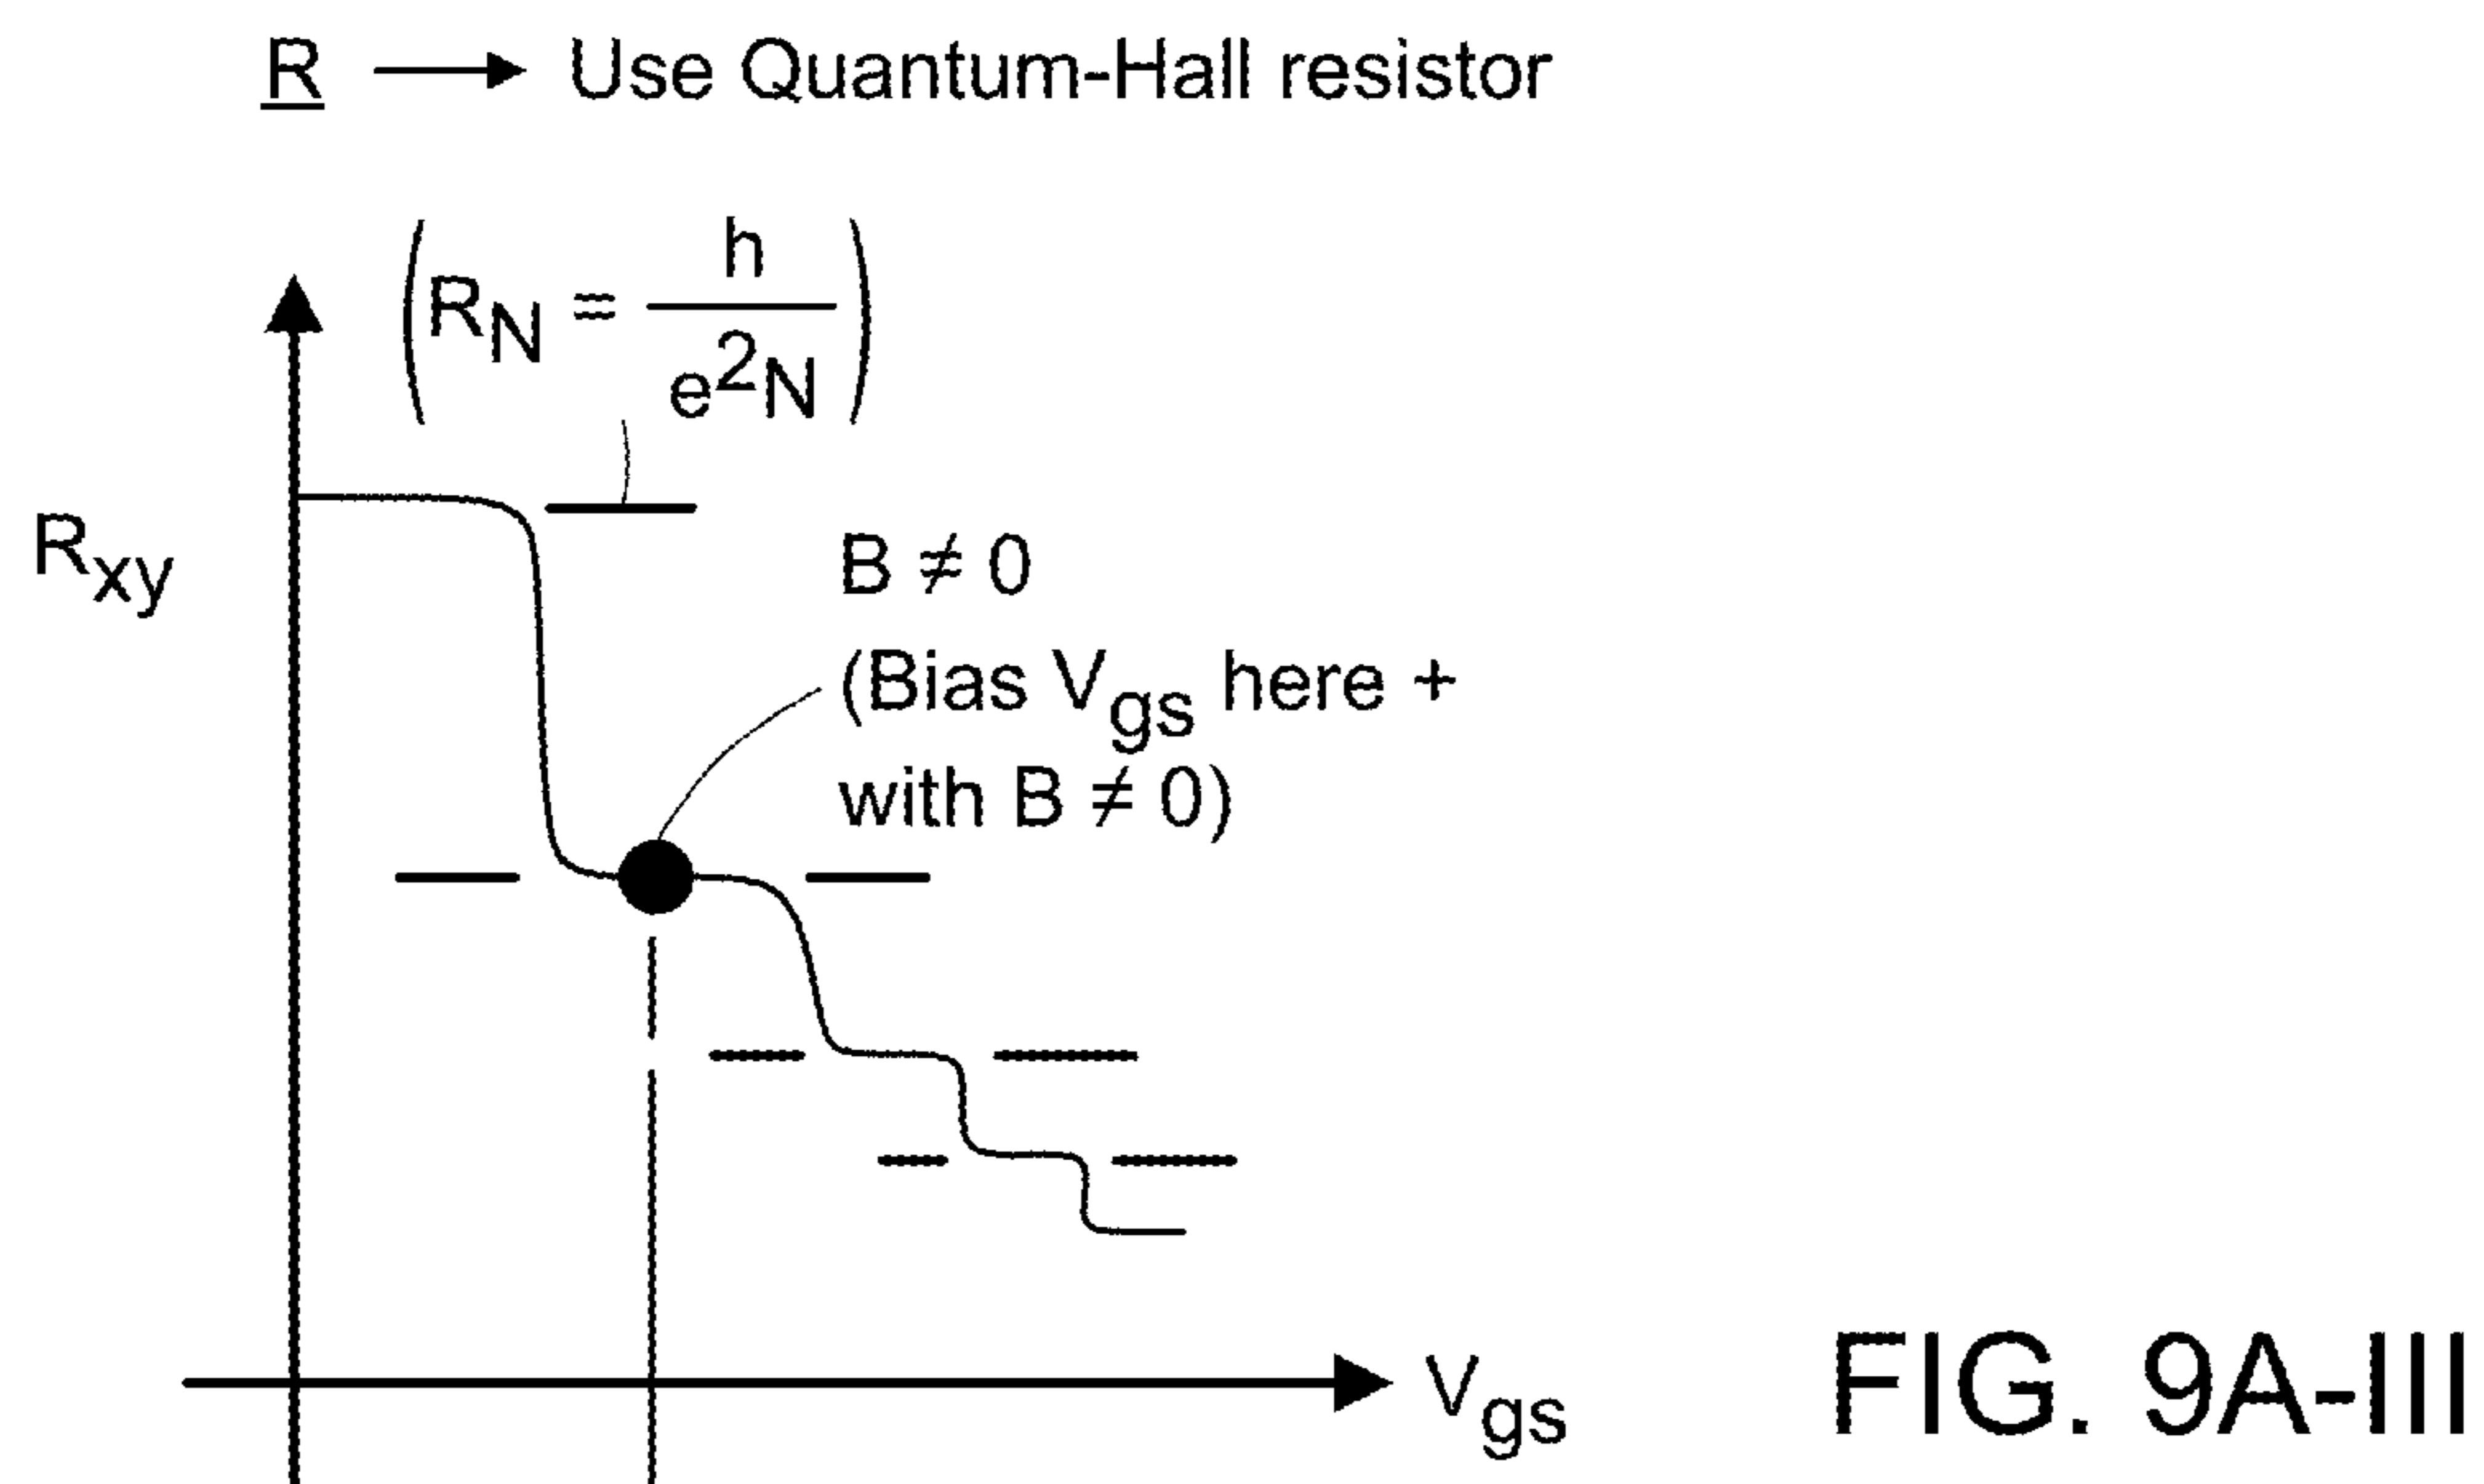 R → Use Quantum-Hall resistor
(R_N = h / e^2N)
R_xy
B ≠ 0
(Bias V_gs here +
with B ≠ 0)
V_gs
FIG. 9A-III